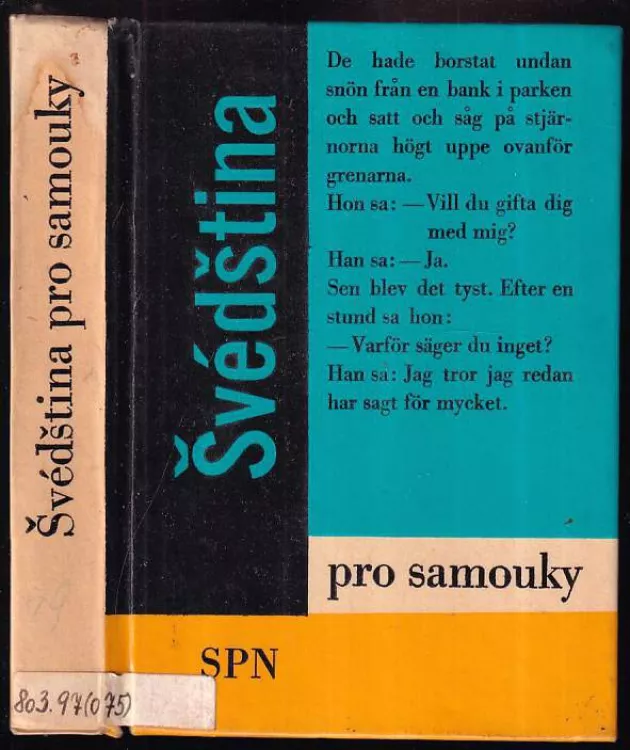 Švédština pro samouky
803.97(075)
Švédština
De hade borstat undan
snön från en bank i parken
och satt och såg på stjär-
norna högt uppe ovanför
grenarna.
Hon sa: — Vill du gifta dig
med mig?
Han sa: — Ja.
Sen blev det tyst. Efter en
stund sa hon:
— Varför säger du inget?
Han sa: Jag tror jag redan
har sagt för mycket.
pro samouky
SPN